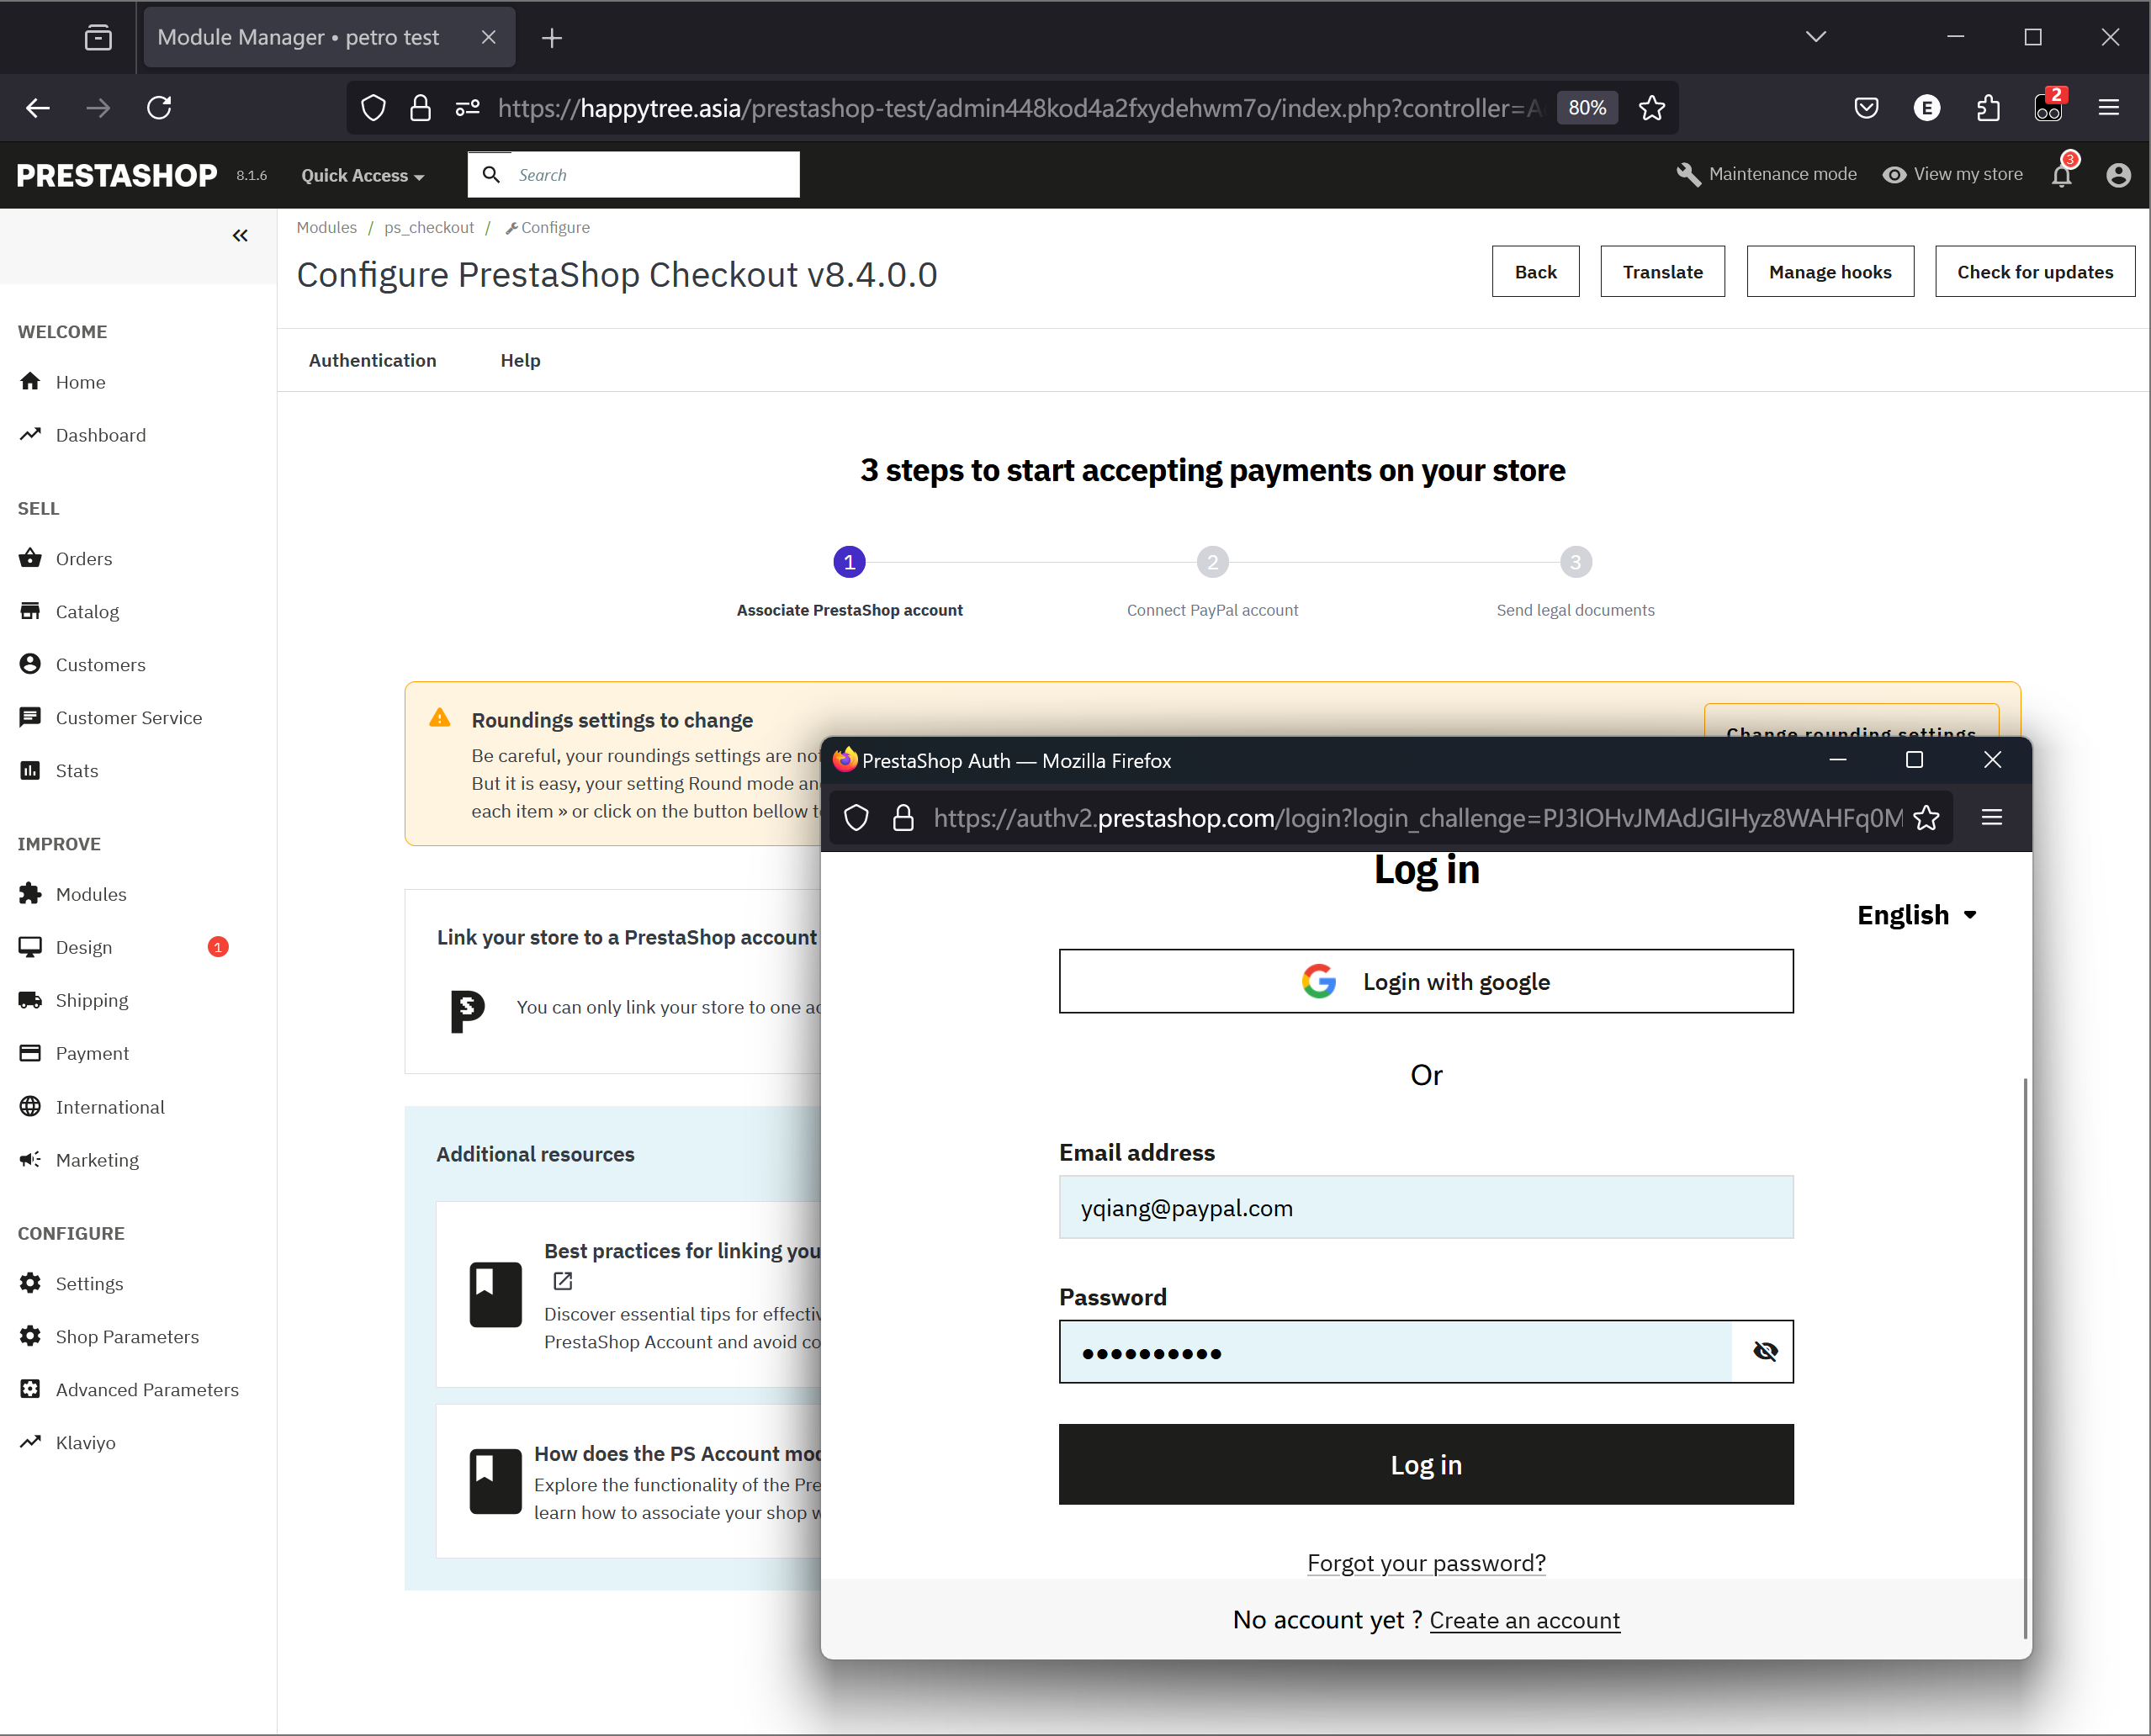 Module Manager • petro test
https://happytree.asia/prestashop-test/admin448kod4a2fxydehwm7o/index.php?controller=A
80%
E
2
PRESTASHOP 8.1.6
Quick Access
Search
Maintenance mode
View my store
3
Modules / ps_checkout / Configure
Configure PrestaShop Checkout v8.4.0.0
Back
Translate
Manage hooks
Check for updates
Authentication
Help
WELCOME
Home
Dashboard
SELL
Orders
Catalog
Customers
Customer Service
Stats
IMPROVE
Modules
Design 1
Shipping
Payment
International
Marketing
CONFIGURE
Settings
Shop Parameters
Advanced Parameters
Klaviyo
3 steps to start accepting payments on your store
1 2 3
Associate PrestaShop account
Connect PayPal account
Send legal documents
Roundings settings to change
Be careful, your roundings settings are not
But it is easy, your setting Round mode
each item » or click on the button bellow
Change rounding settings
Link your store to a PrestaShop account
You can only link your store to one
Additional resources
Best practices for linking
Discover essential tips for
PrestaShop Account and avoid
How does the PS Account
Explore the functionality of the
learn how to associate your shop
PrestaShop Auth — Mozilla Firefox
https://authv2.prestashop.com/login?login_challenge=PJ3IOHvJMAdJGIHyz8WAHFq0M
Log in
English
Login with google
Or
Email address
yqiang@paypal.com
Password
••••••••••
Log in
Forgot your password?
No account yet ? Create an account